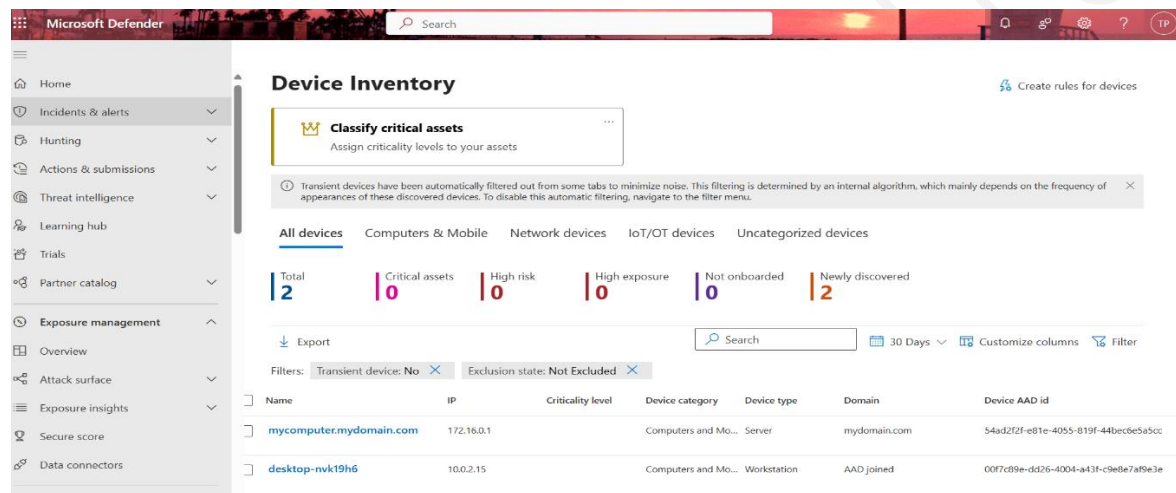 Microsoft Defender
Search
TP
Home
Incidents & alerts
Hunting
Actions & submissions
Threat intelligence
Learning hub
Trials
Partner catalog
Exposure management
Overview
Attack surface
Exposure insights
Secure score
Data connectors
Device Inventory
Create rules for devices
Classify critical assets
...
Assign criticality levels to your assets
Transient devices have been automatically filtered out from some tabs to minimize noise. This filtering is determined by an internal algorithm, which mainly depends on the frequency of
appearances of these discovered devices. To disable this automatic filtering, navigate to the filter menu.
All devices Computers & Mobile Network devices IoT/OT devices Uncategorized devices
Total Critical assets High risk High exposure Not onboarded Newly discovered
2 0 0 0 0 2
Export Search 30 Days Customize columns Filter
Filters: Transient device: No Exclusion state: Not Excluded
Name IP Criticality level Device category Device type Domain Device AAD id
mycomputer.mydomain.com 172.16.0.1 Computers and Mo... Server mydomain.com 54ad2f2f-e81e-4055-819f-44bec6e5a5cc
desktop-nvk19h6 10.0.2.15 Computers and Mo... Workstation AAD joined 00f7c89e-dd26-4004-a43f-c9e8e7af9e3e